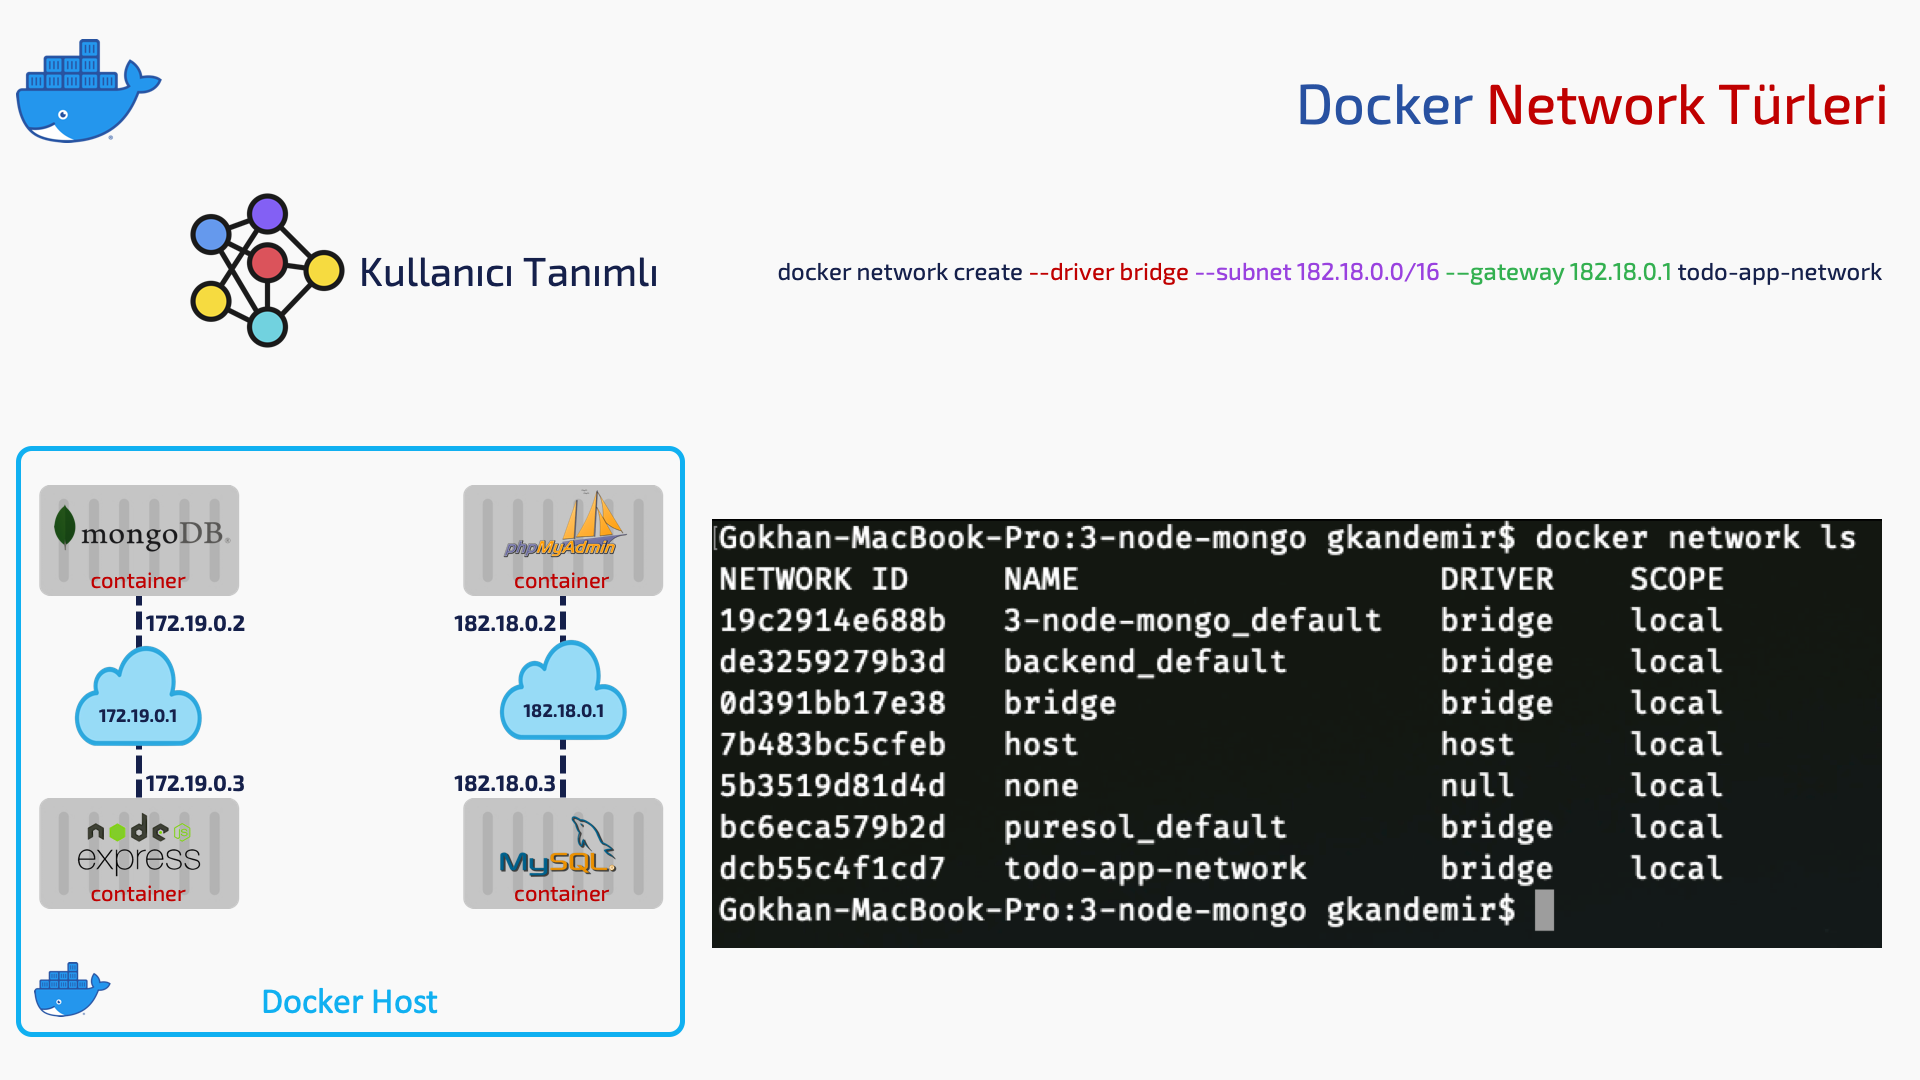 Docker Network Türleri
Kullanıcı Tanımlı
docker network create --driver bridge --subnet 182.18.0.0/16 --gateway 182.18.0.1 todo-app-network
mongoDB.
container
172.19.0.2
172.19.0.1
172.19.0.3
node
express
container
phpMyAdmin
container
182.18.0.2
182.18.0.1
182.18.0.3
MySQL.
container
Docker Host
Gokhan-MacBook-Pro:3-node-mongo gkandemir$ docker network ls
NETWORK ID NAME DRIVER SCOPE
19c2914e688b 3-node-mongo_default bridge local
de3259279b3d backend_default bridge local
0d391bb17e38 bridge bridge local
7b483bc5cfeb host host local
5b3519d81d4d none null local
bc6eca579b2d puresol_default bridge local
dcb55c4f1cd7 todo-app-network bridge local
Gokhan-MacBook-Pro:3-node-mongo gkandemir$